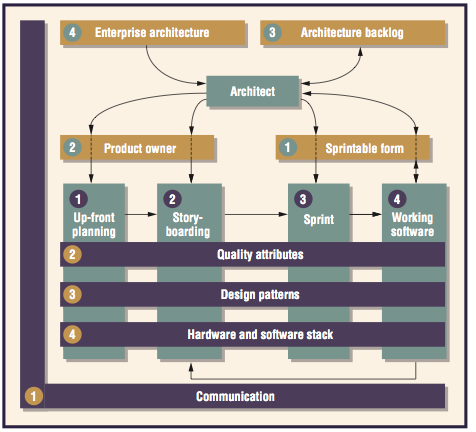 4 Enterprise architecture
3 Architecture backlog
Architect
2 Product owner
1 Sprintable form
1
Up-front
planning
2
Story-
boarding
3
Sprint
4
Working
software
2 Quality attributes
3 Design patterns
4 Hardware and software stack
1 Communication